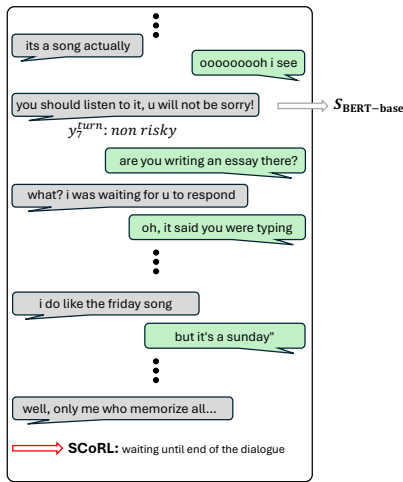 its a song actually
ooooooooh i see
you should listen to it, u will not be sorry!
S_BERT−base
y_7^turn: non risky
are you writing an essay there?
what? i was waiting for u to respond
oh, it said you were typing
i do like the friday song
but it's a sunday"
well, only me who memorize all...
SCoRL: waiting until end of the dialogue